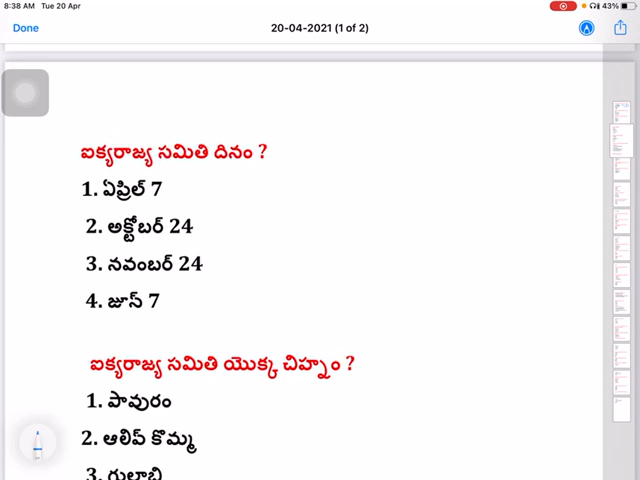 8:38 AM Tue 20 Apr
43%
Done
20-04-2021 (1 of 2)
ఐక్యరాజ్య సమితి దినం ?
1. ఏప్రిల్ 7
2. అక్టోబర్ 24
3. నవంబర్ 24
4. జూన్ 7
ఐక్యరాజ్య సమితి యొక్క చిహ్నం ?
1. పావురం
2. ఆలివ్ కొమ్మ
3. గులాబి